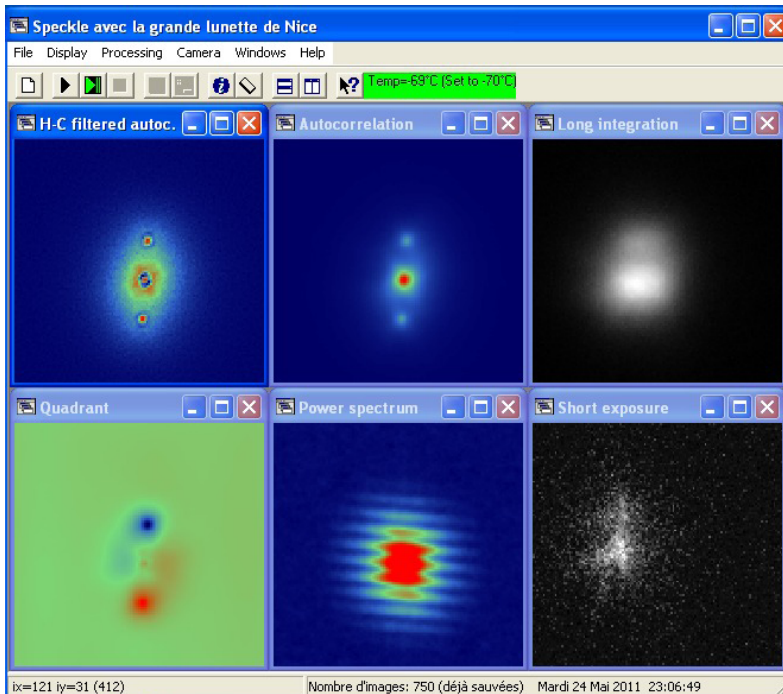 Speckle avec la grande lunette de Nice
File Display Processing Camera Windows Help
Temp=-69°C (Set to -70°C)
H-C filtered autoc.
Autocorrelation
Long integration
Quadrant
Power spectrum
Short exposure
ix=121 iy=31 (412)
Nombre d'images: 750 (déjà sauvées)
Mardi 24 Mai 2011 23:06:49